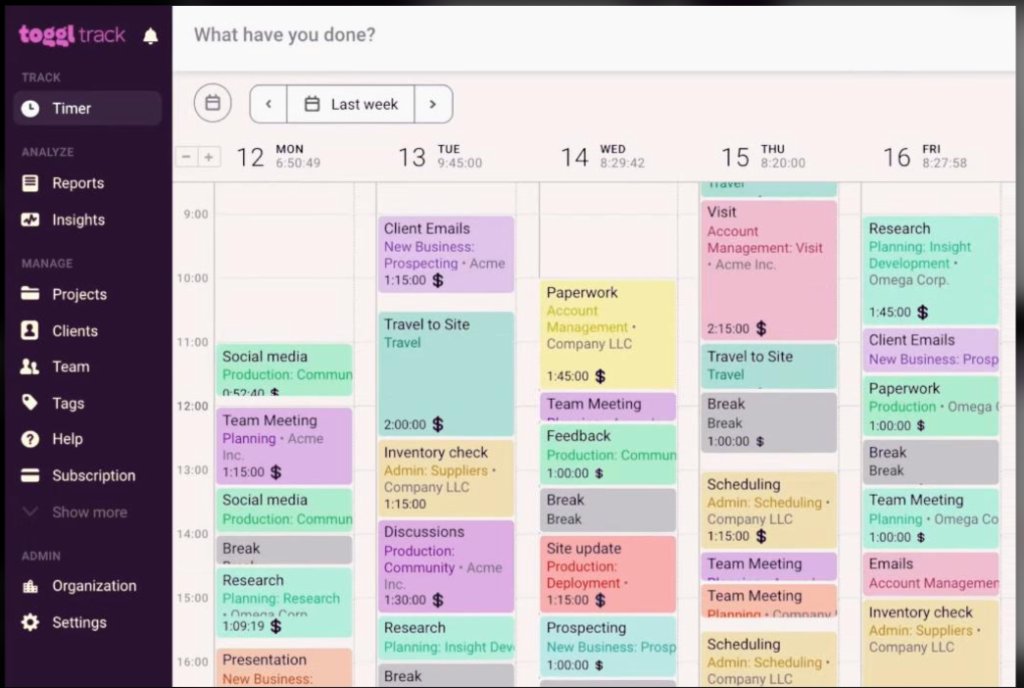 toggl track
What have you done?
TRACK
Timer
ANALYZE
Reports
Insights
MANAGE
Projects
Clients
Team
Tags
Help
Subscription
Show more
ADMIN
Organization
Settings
Last week
12 MON 6:50:49
13 TUE 9:45:00
14 WED 8:29:42
15 THU 8:20:00
16 FRI 8:27:58
9:00
10:00
11:00
12:00
13:00
14:00
15:00
16:00
Social media
Production: Commun
0:52:40 $
Team Meeting
Planning • Acme
Inc.
1:15:00 $
Social media
Production: Commun
Break
Research
Planning: Research
• Omega Corp
1:09:19 $
Presentation
New Business:
Client Emails
New Business:
Prospecting • Acme
1:15:00 $
Travel to Site
Travel
2:00:00 $
Inventory check
Admin: Suppliers •
Company LLC
1:15:00
Discussions
Production:
Community • Acme
Inc.
1:30:00 $
Research
Planning: Insight Dev
Break
Paperwork
Account
Management •
Company LLC
1:45:00 $
Team Meeting
Feedback
Production: Commun
1:00:00 $
Break
Break
Site update
Production:
Deployment •
1:15:00 $
Prospecting
New Business: Prosp
1:00:00 $
Travel
Visit
Account
Management: Visit
• Acme Inc.
2:15:00 $
Travel to Site
Travel
Break
Break
1:00:00 $
Scheduling
Admin: Scheduling •
Company LLC
1:15:00 $
Team Meeting
Team Meeting
Planning • Company
Scheduling
Admin: Scheduling •
Company LLC
Research
Planning: Insight
Development •
Omega Corp.
1:45:00 $
Client Emails
New Business: Prosp
Paperwork
Production • Omega
1:00:00 $
Break
Break
Team Meeting
Planning • Omega Co
1:00:00 $
Emails
Account Managemen
Inventory check
Admin: Suppliers •
Company LLC